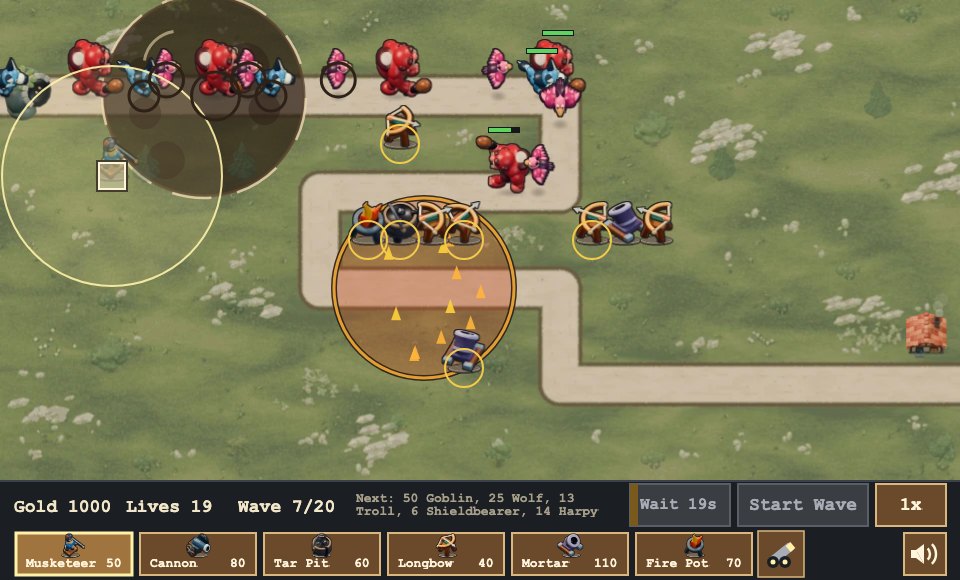 Gold 1000 Lives 19 Wave 7/20
Next: 50 Goblin, 25 Wolf, 13
Troll, 6 Shieldbearer, 14 Harpy
Wait 19s
Start Wave
1x
Musketeer 50
Cannon 80
Tar Pit 60
Longbow 40
Mortar 110
Fire Pot 70